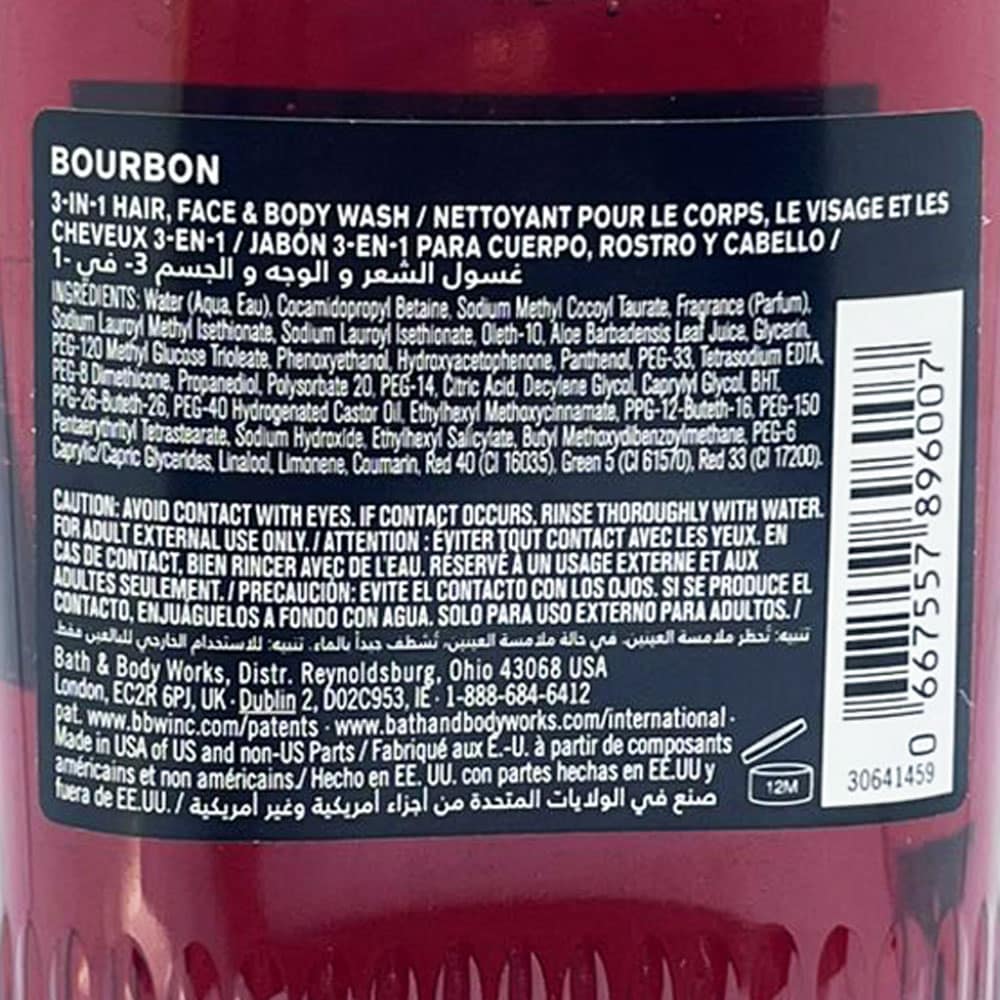 BOURBON
3-IN-1 HAIR, FACE & BODY WASH / NETTOYANT POUR LE CORPS, LE VISAGE ET LES
CHEVEUX 3-EN-1 / JABÓN 3-EN-1 PARA CUERPO, ROSTRO Y CABELLO /
غسول الشعر و الوجه و الجسم 3- في -1
INGREDIENTS: Water (Aqua, Eau), Cocamidopropyl Betaine, Sodium Methyl Cocoyl Taurate, Fragrance (Parfum),
Sodium Lauroyl Methyl Isethionate, Sodium Lauroyl Isethionate, Oleth-10, Aloe Barbadensis Leaf Juice, Glycerin,
PEG-120 Methyl Glucose Trioleate, Phenoxyethanol, Hydroxyacetophenone, Panthenol, PEG-33, Tetrasodium EDTA,
PEG-8 Dimethicone, Propanediol, Polysorbate 20, PEG-14, Citric Acid, Decylene Glycol, Caprylyl Glycol, BHT,
PPG-26-Buteth-26, PEG-40 Hydrogenated Castor Oil, Ethylhexyl Methoxycinnamate, PPG-12-Buteth-16, PEG-150
Pentaerythrityl Tetrastearate, Sodium Hydroxide, Ethylhexyl Salicylate, Butyl Methoxydibenzoylmethane, PEG-6
Caprylic/Capric Glycerides, Linalool, Limonene, Coumarin, Red 40 (CI 16035), Green 5 (CI 61570), Red 33 (CI 17200).
CAUTION: AVOID CONTACT WITH EYES. IF CONTACT OCCURS, RINSE THOROUGHLY WITH WATER.
FOR ADULT EXTERNAL USE ONLY. / ATTENTION : ÉVITER TOUT CONTACT AVEC LES YEUX. EN
CAS DE CONTACT, BIEN RINCER AVEC DE L'EAU. RÉSERVÉ À UN USAGE EXTERNE ET AUX
ADULTES SEULEMENT. / PRECAUCIÓN: EVITE EL CONTACTO CON LOS OJOS. SI SE PRODUCE EL
CONTACTO, ENJUÁGUELOS A FONDO CON AGUA. SOLO PARA USO EXTERNO PARA ADULTOS. /
تنبيه: تُحظر ملامسة العينين. في حالة ملامسة العينين، تُشطف جيداً بالماء. تنبيه: للاستخدام الخارجي للبالغين فقط.
Bath & Body Works, Distr. Reynoldsburg, Ohio 43068 USA
London, EC2R 6PJ, UK · Dublin 2, D02C953, IE · 1-888-684-6412
pat. www.bbwinc.com/patents · www.bathandbodyworks.com/international ·
Made in USA of US and non-US Parts / Fabriqué aux É.-U. à partir de composants
américains et non américains / Hecho en EE. UU. con partes hechas en EE.UU y
fuera de EE.UU. / صنع في الولايات المتحدة من أجزاء أمريكية وغير أمريكية
12M
0 667557 896007
30641459